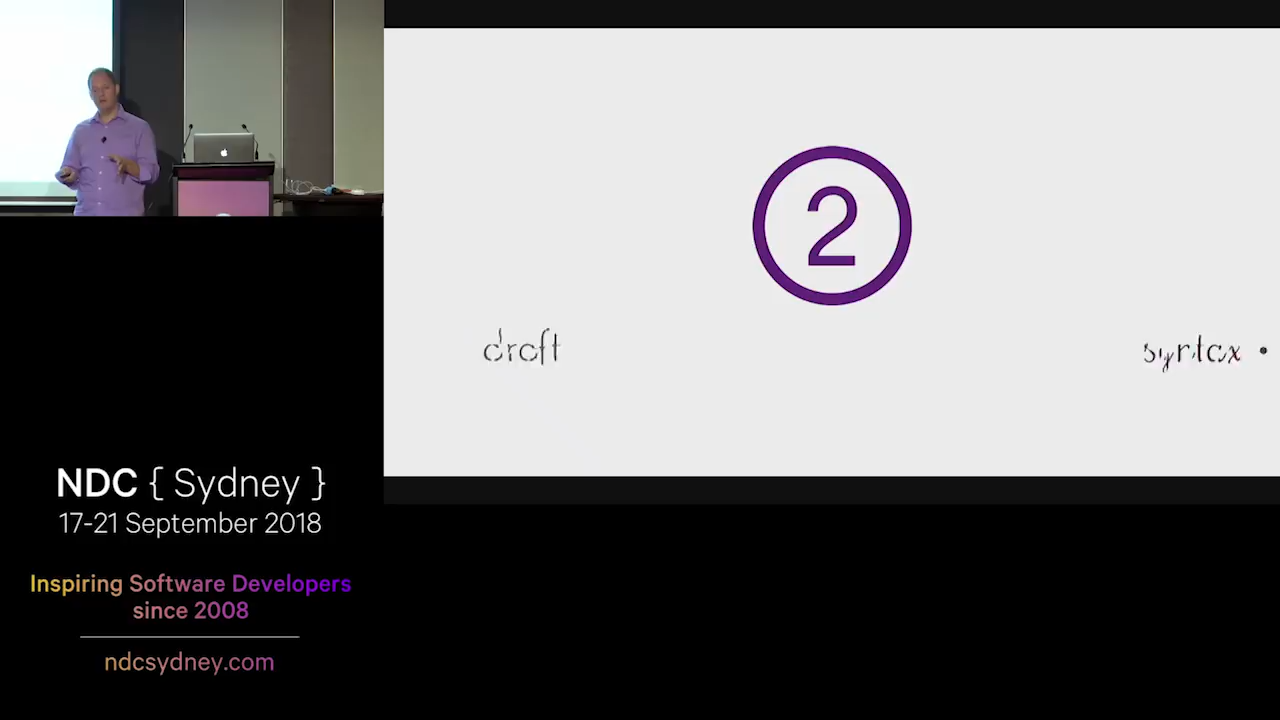 2
draft
syntax •
NDC { Sydney }
17-21 September 2018
Inspiring Software Developers
since 2008
ndcsydney.com